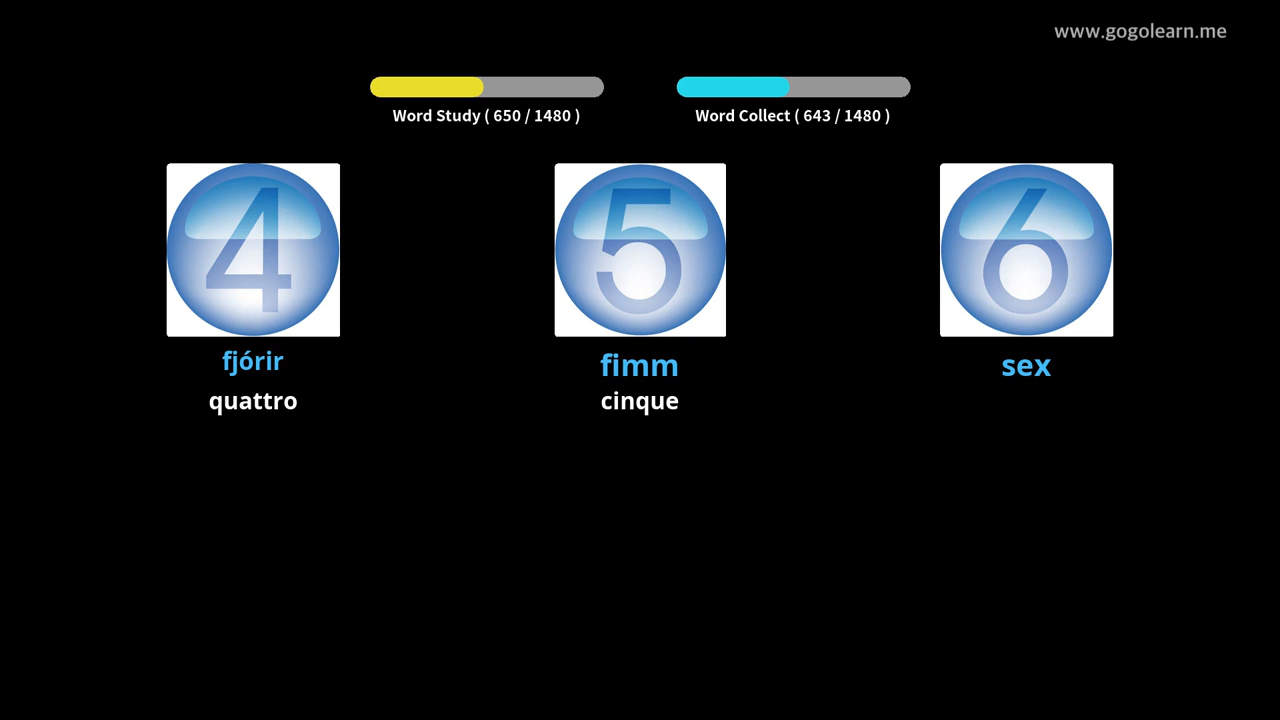 www.gogolearn.me
Word Study ( 650 / 1480 )
Word Collect ( 643 / 1480 )
4
5
6
fjórir
fimm
sex
quattro
cinque